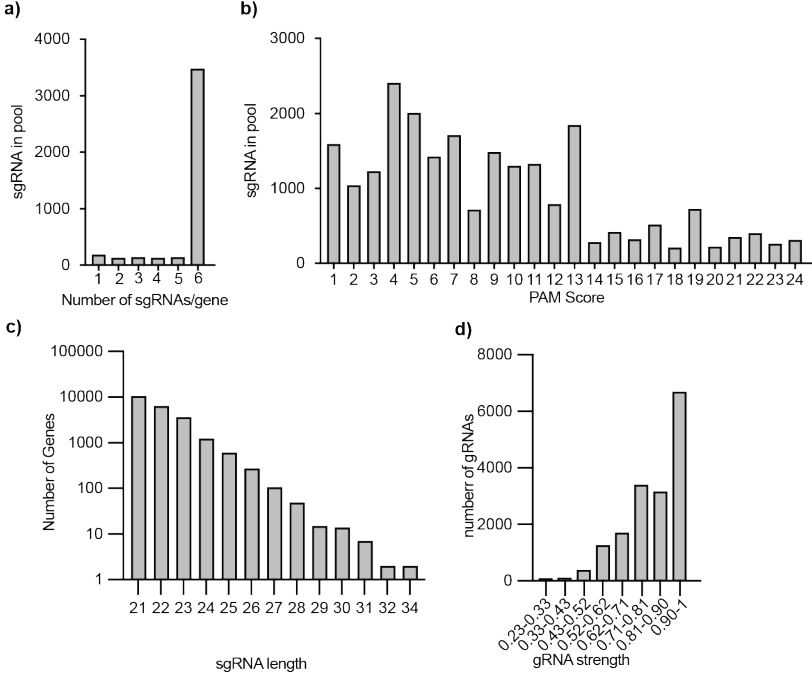 a)
4000
3000
2000
1000
0
sgRNA in pool
1 2 3 4 5 6
Number of sgRNAs/gene
b)
3000
2000
1000
0
sgRNA in pool
1 2 3 4 5 6 7 8 9 10 11 12 13 14 15 16 17 18 19 20 21 22 23 24
PAM Score
c)
100000
10000
1000
100
10
1
Number of Genes
21 22 23 24 25 26 27 28 29 30 31 32 34
sgRNA length
d)
8000
6000
4000
2000
0
numberr of gRNAs
0.23-0.33
0.33-0.43
0.43-0.52
0.52-0.62
0.62-0.71
0.71-0.81
0.81-0.90
0.90-1
gRNA strength